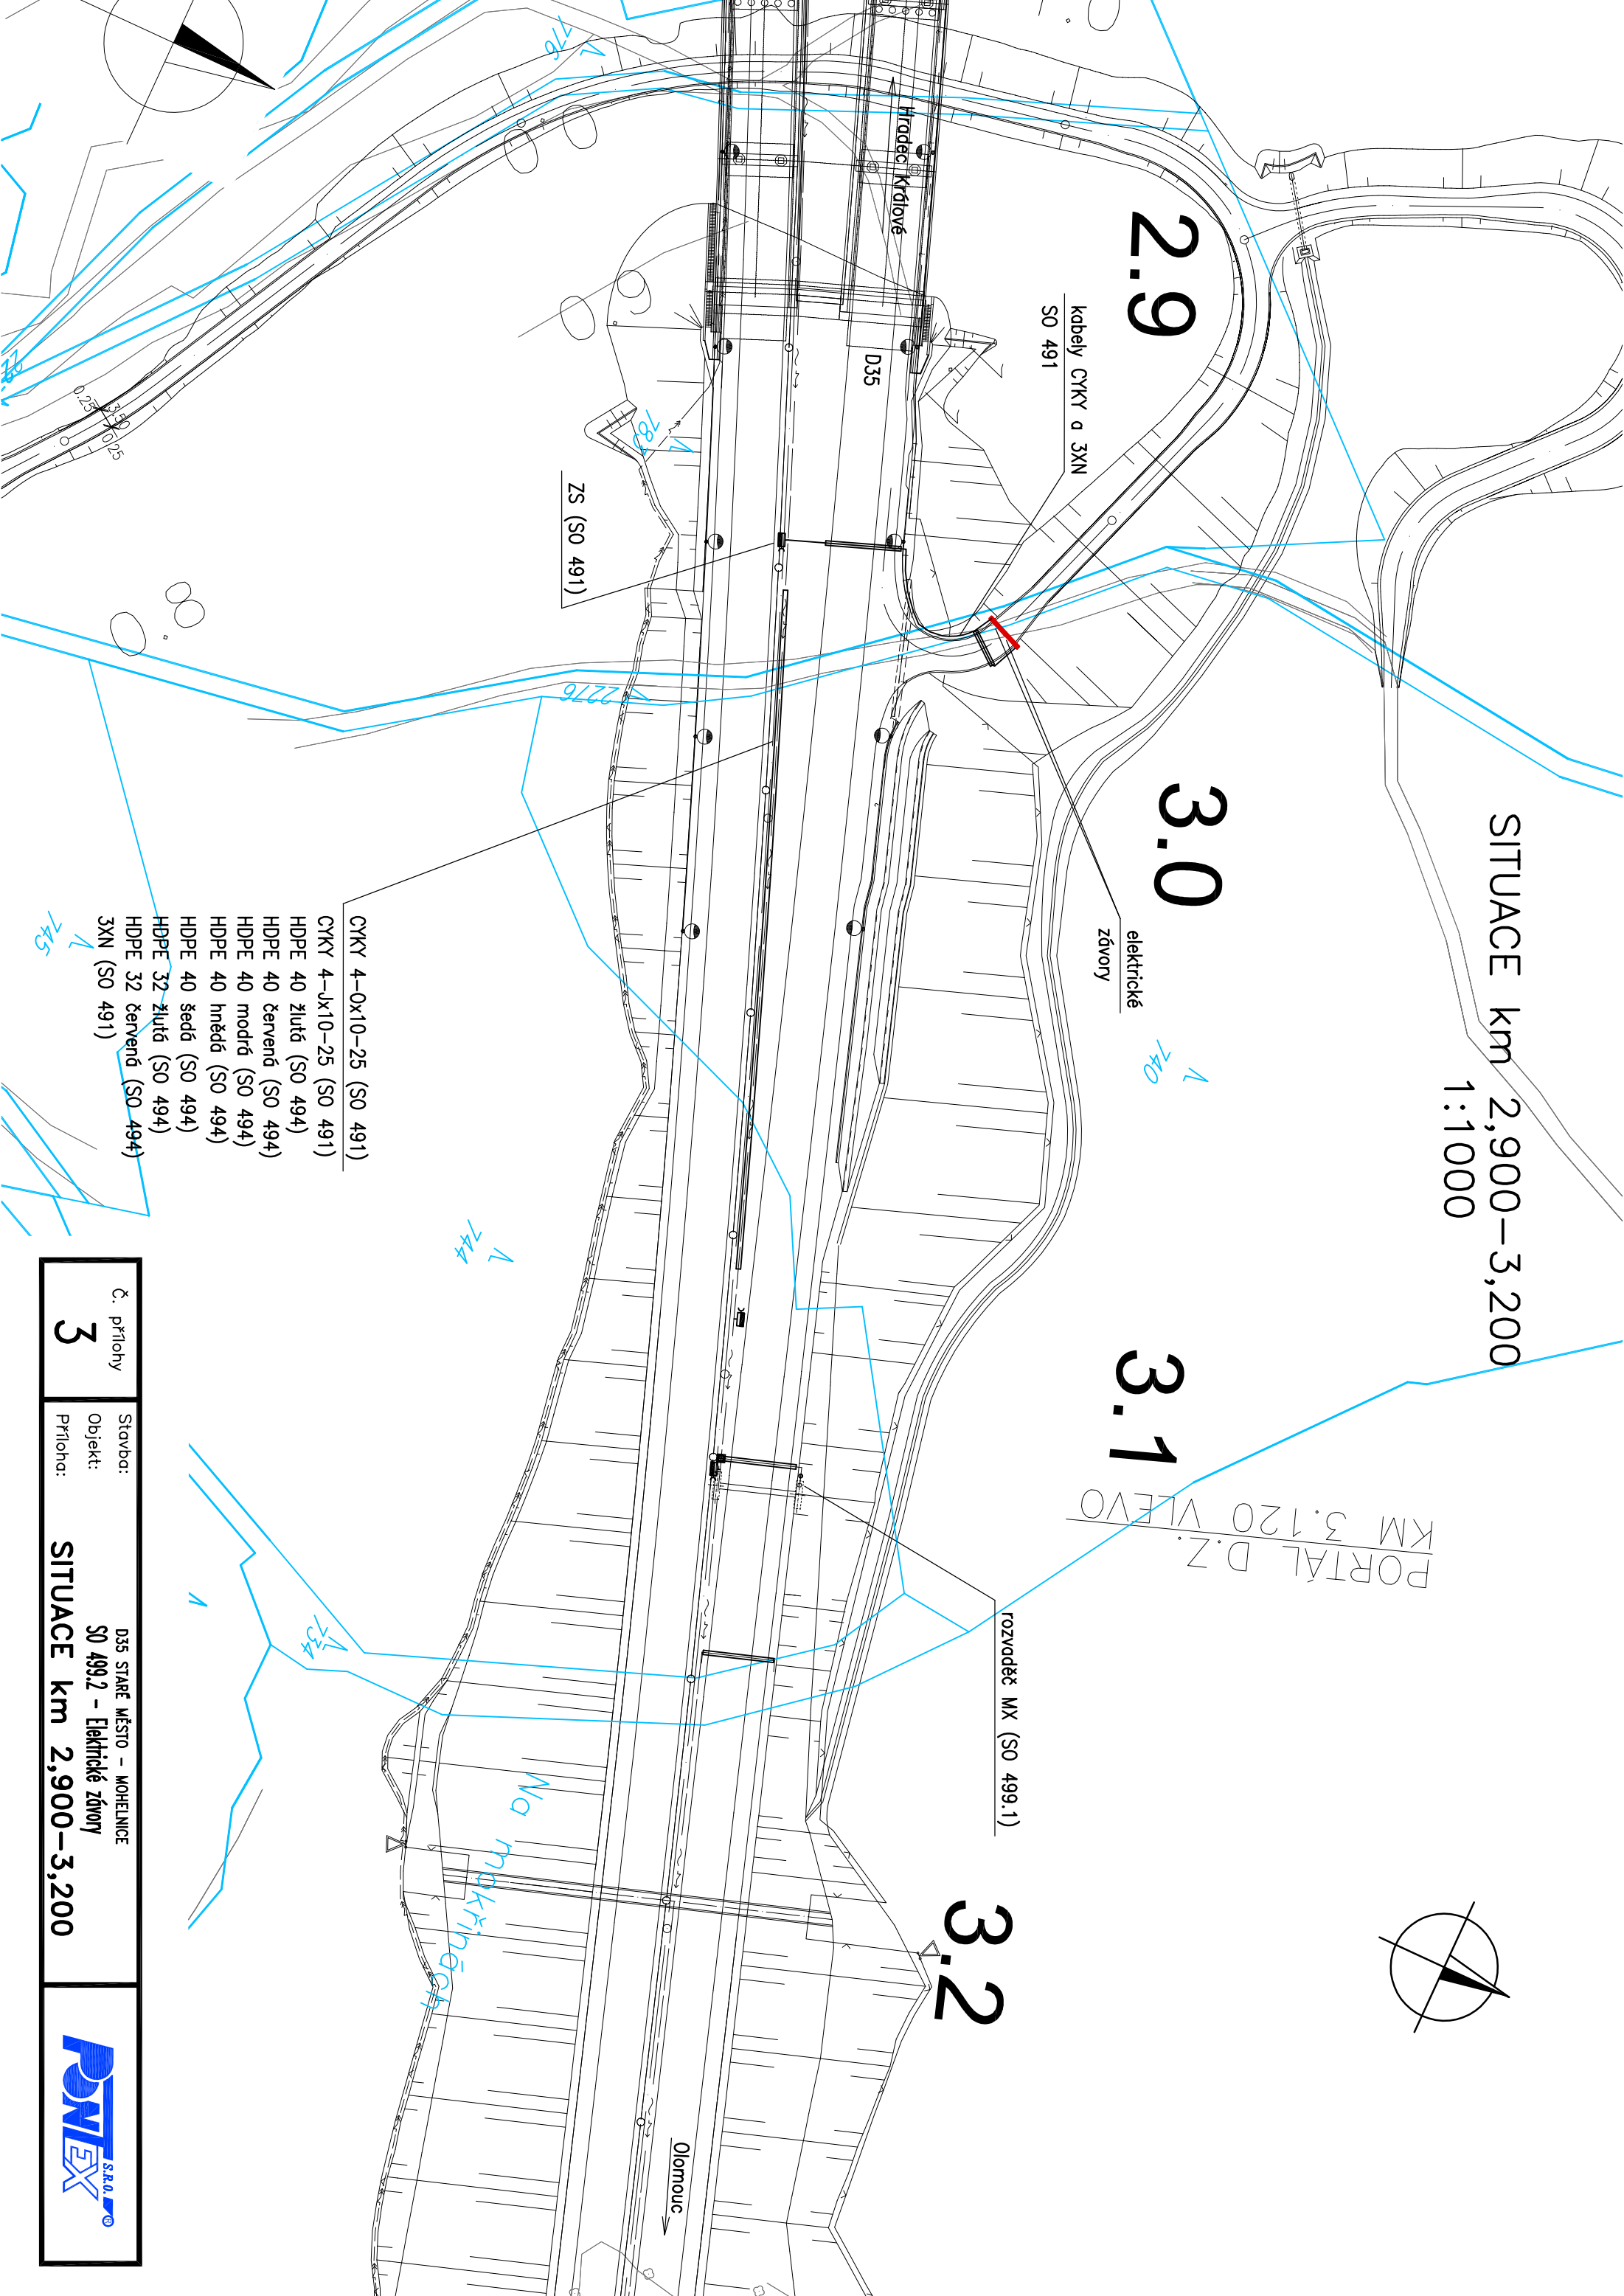 SITUACE km 2,900-3,200
1:1000
2.9
3.0
3.1
3.2
PORTÁL D.Z.
KM 3.120 VLEVO
Hradec Králové
D35
kabely CYKY a 3XN
SO 491
elektrické
závory
ZS (SO 491)
rozvaděč MX (SO 499.1)
Olomouc
CYKY 4-Ox10-25 (SO 491)
CYKY 4-Jx10-25 (SO 491)
HDPE 40 žlutá (SO 494)
HDPE 40 červená (SO 494)
HDPE 40 modrá (SO 494)
HDPE 40 hnědá (SO 494)
HDPE 40 šedá (SO 494)
HDPE 32 žlutá (SO 494)
HDPE 32 červená (SO 494)
3XN (SO 491)
776
2276
740
745
744
734
0.25
3.50
0.25
Na mokřinách
Č. přílohy
3
Stavba: D35 STARÉ MĚSTO - MOHELNICE
Objekt: SO 499.2 - Elektrické závory
Příloha: SITUACE km 2,900-3,200
PONTEX S.R.O. ®